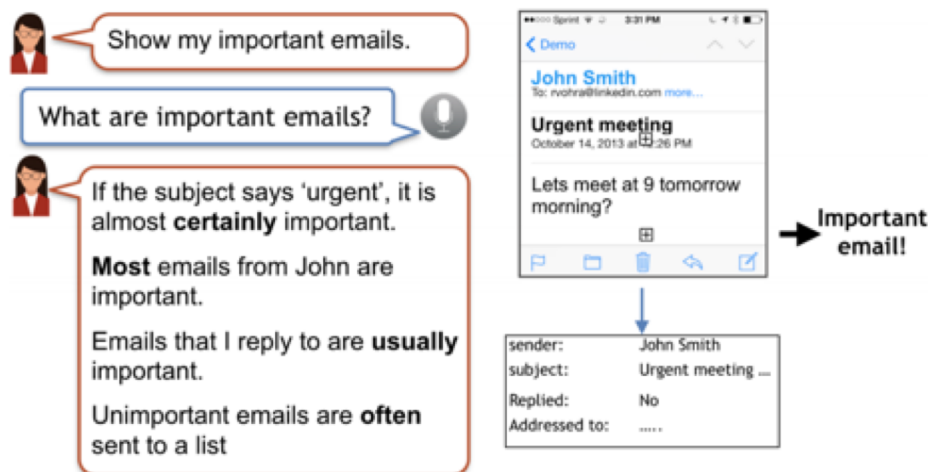 Show my important emails.
What are important emails?
If the subject says ‘urgent’, it is
almost certainly important.
Most emails from John are
important.
Emails that I reply to are usually
important.
Unimportant emails are often
sent to a list
Sprint
3:31 PM
Demo
John Smith
To: rvohra@linkedin.com more...
Urgent meeting
October 14, 2013 at :26 PM
Lets meet at 9 tomorrow
morning?
Important
email!
sender: John Smith
subject: Urgent meeting ...
Replied: No
Addressed to: .....